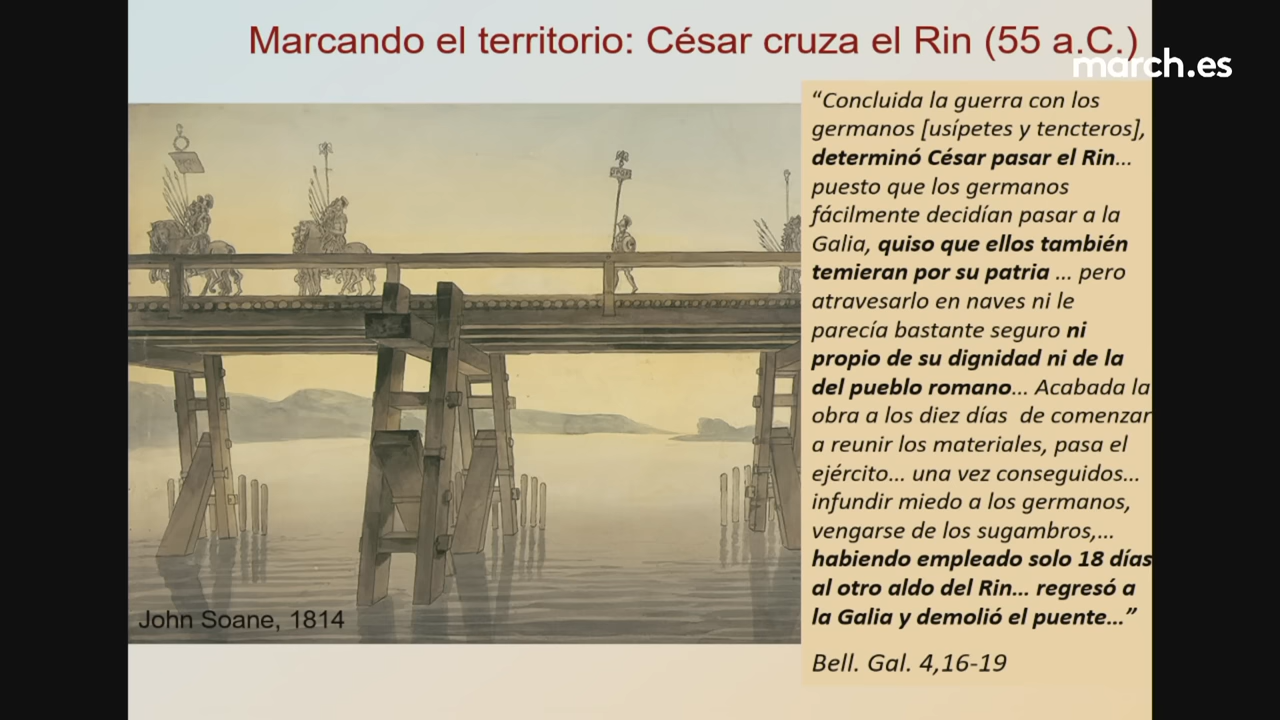 Marcando el territorio: César cruza el Rin (55 a.C.)
march.es
“Concluida la guerra con los
germanos [usípetes y tencteros],
determinó César pasar el Rin...
puesto que los germanos
fácilmente decidían pasar a la
Galia, quiso que ellos también
temieran por su patria ... pero
atravesarlo en naves ni le
parecía bastante seguro ni
propio de su dignidad ni de la
del pueblo romano... Acabada la
obra a los diez días de comenzar
a reunir los materiales, pasa el
ejército... una vez conseguidos...
infundir miedo a los germanos,
vengarse de los sugambros,...
habiendo empleado solo 18 días
al otro aldo del Rin... regresó a
la Galia y demolió el puente...”
Bell. Gal. 4,16-19
John Soane, 1814